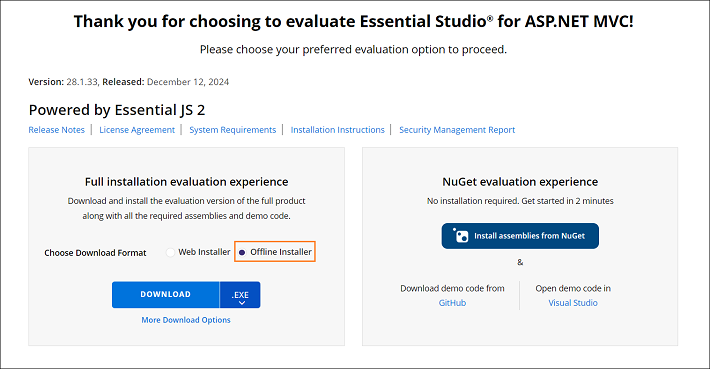 Thank you for choosing to evaluate Essential Studio® for ASP.NET MVC!
Please choose your preferred evaluation option to proceed.
Version: 28.1.33, Released: December 12, 2024
Powered by Essential JS 2
Release Notes | License Agreement | System Requirements | Installation Instructions | Security Management Report
Full installation evaluation experience
Download and install the evaluation version of the full product
along with all the required assemblies and demo code.
Choose Download Format Web Installer Offline Installer
DOWNLOAD .EXE
More Download Options
NuGet evaluation experience
No installation required. Get started in 2 minutes
Install assemblies from NuGet
&
Download demo code from
GitHub
Open demo code in
Visual Studio